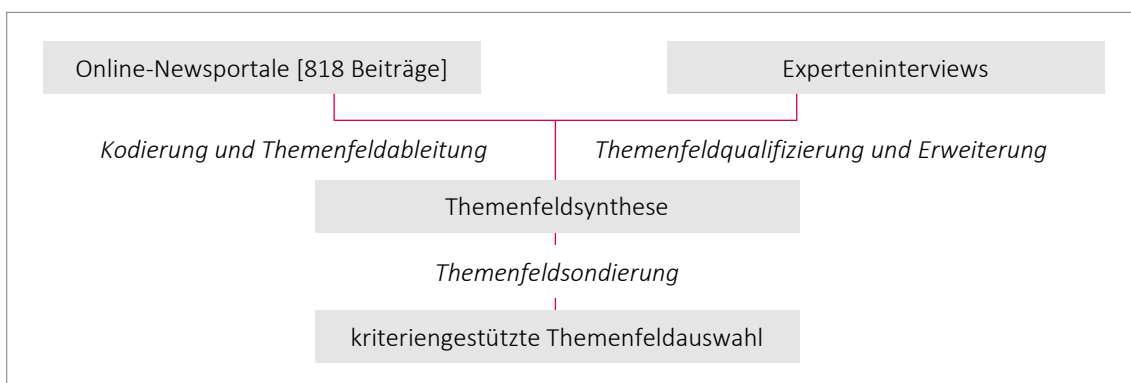 Online-Newsportale [818 Beiträge]
Experteninterviews
Kodierung und Themenfeldableitung
Themenfeldqualifizierung und Erweiterung
Themenfeldsynthese
Themenfeldsondierung
kriteriengestützte Themenfeldauswahl